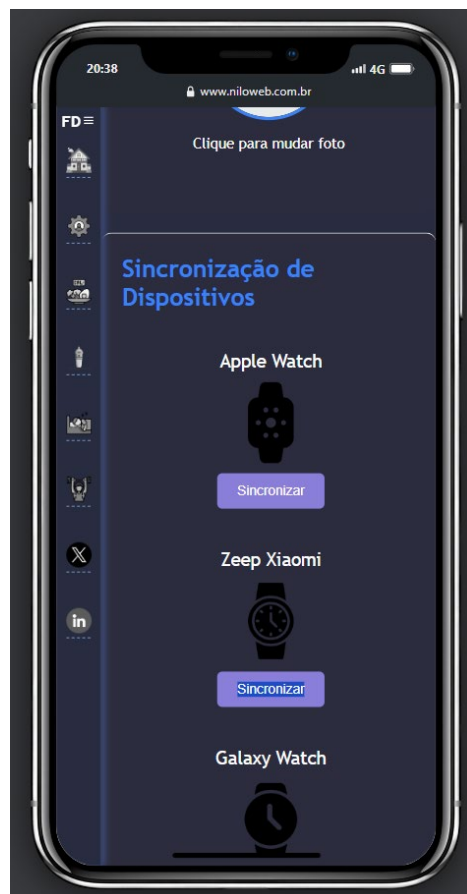 20:38
4G
www.niloweb.com.br
FD
Clique para mudar foto
Sincronização de
Dispositivos
Apple Watch
Sincronizar
Zeep Xiaomi
Sincronizar
in
Galaxy Watch